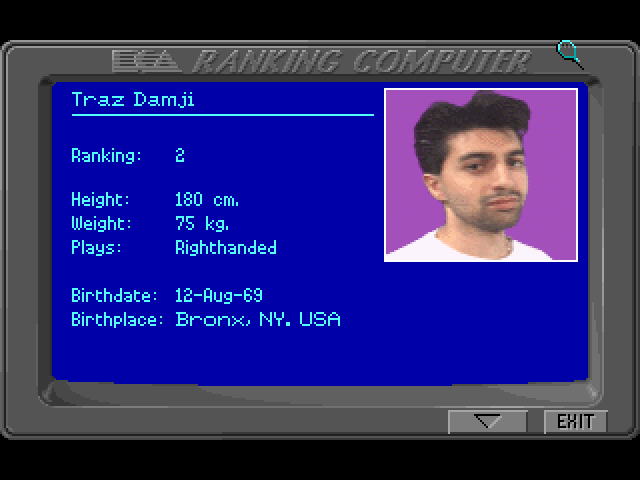 RANKING COMPUTER
Traz Damji
Ranking: 2
Height: 180 cm.
Weight: 75 kg.
Plays: Righthanded
Birthdate: 12-Aug-69
Birthplace: Bronx, NY. USA
EXIT